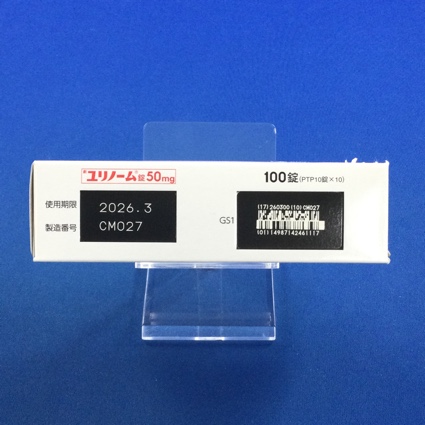 ユリノーム錠50mg
100錠(PTP10錠×10)
使用期限 2026.3
製造番号 CM027
GS1
(17)260300(10)CM027
(01)14987142461117